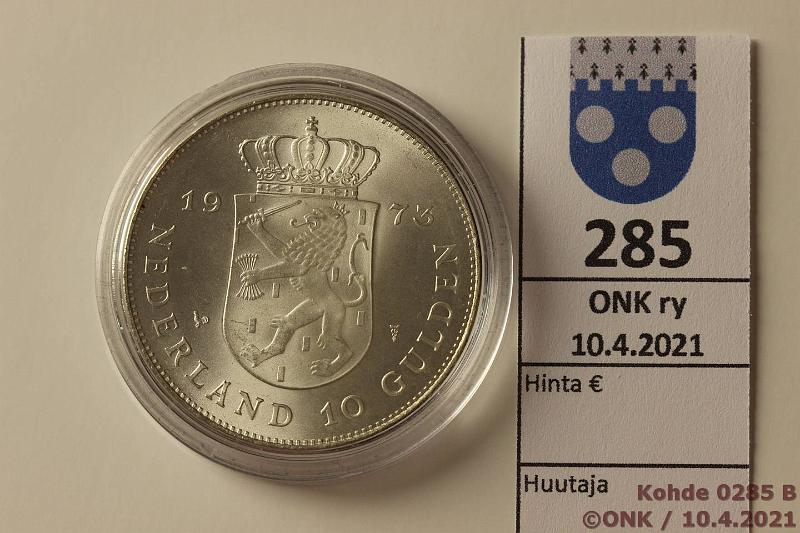 19 73
NEDERLAND 10 GULDEN
285
ONK ry
10.4.2021
Hinta €
Huutaja
Kohde 0285 B
©ONK / 10.4.2021